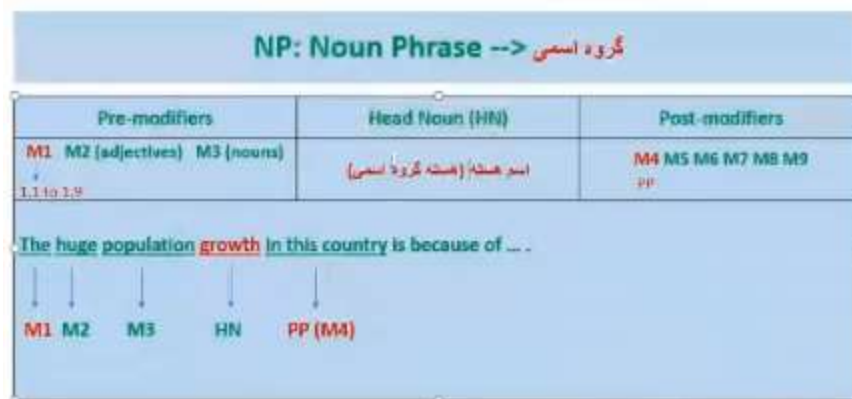 NP: Noun Phrase --> گروه اسمی
Pre-modifiers Head Noun (HN) Post-modifiers
M1 M2 (adjectives) M3 (nouns) اسم هسته (هسته گروه اسمی) M4 M5 M6 M7 M8 M9
1.1 to 1.9 PP
The huge population growth in this country is because of ... .
M1 M2 M3 HN PP (M4)